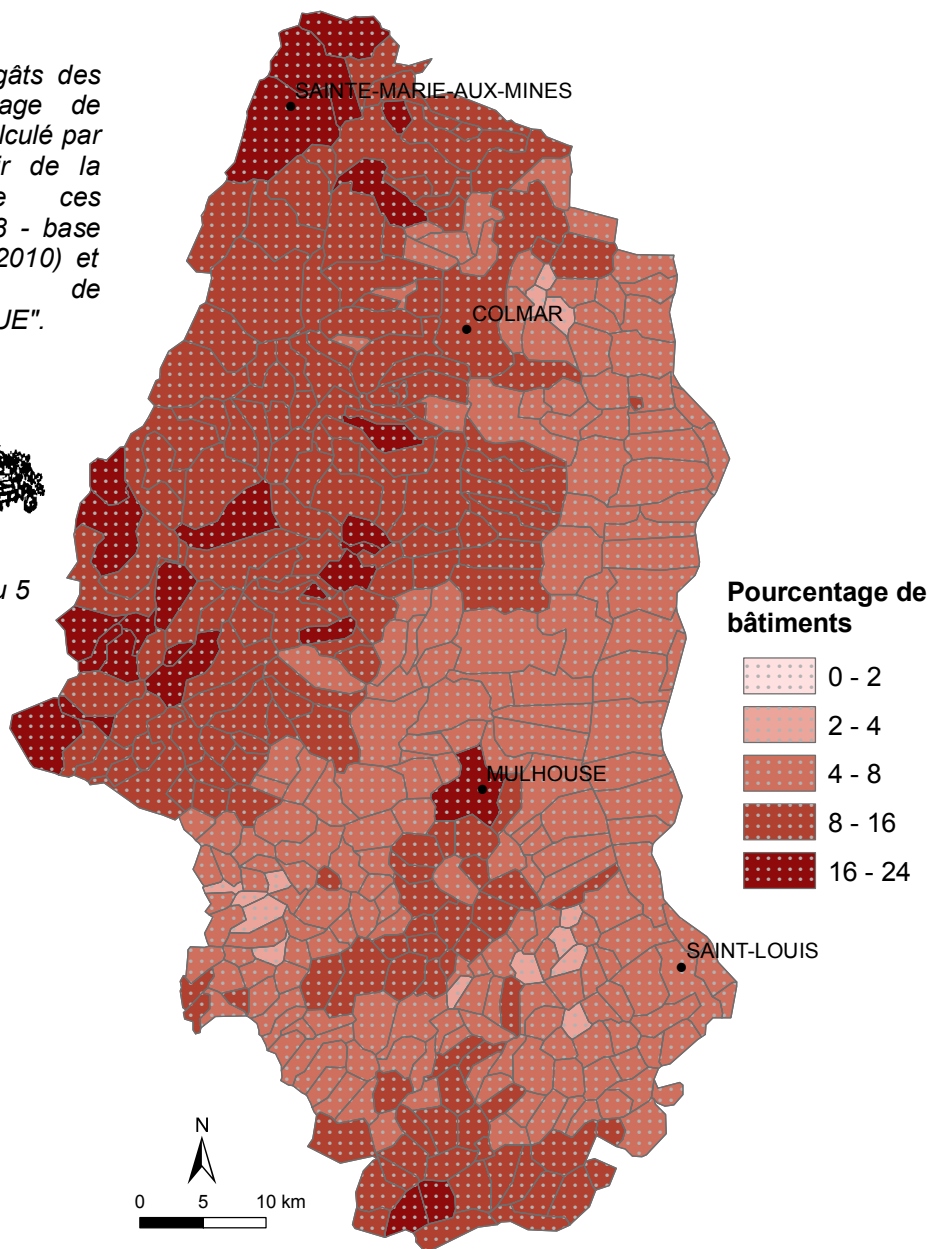 gâts des
age de
lculé par
ir de la
e ces
3 - base
2010) et
de
UE".
u 5
SAINTE-MARIE-AUX-MINES
COLMAR
MULHOUSE
SAINT-LOUIS
Pourcentage de
bâtiments
0 - 2
2 - 4
4 - 8
8 - 16
16 - 24
N
0 5 10 km